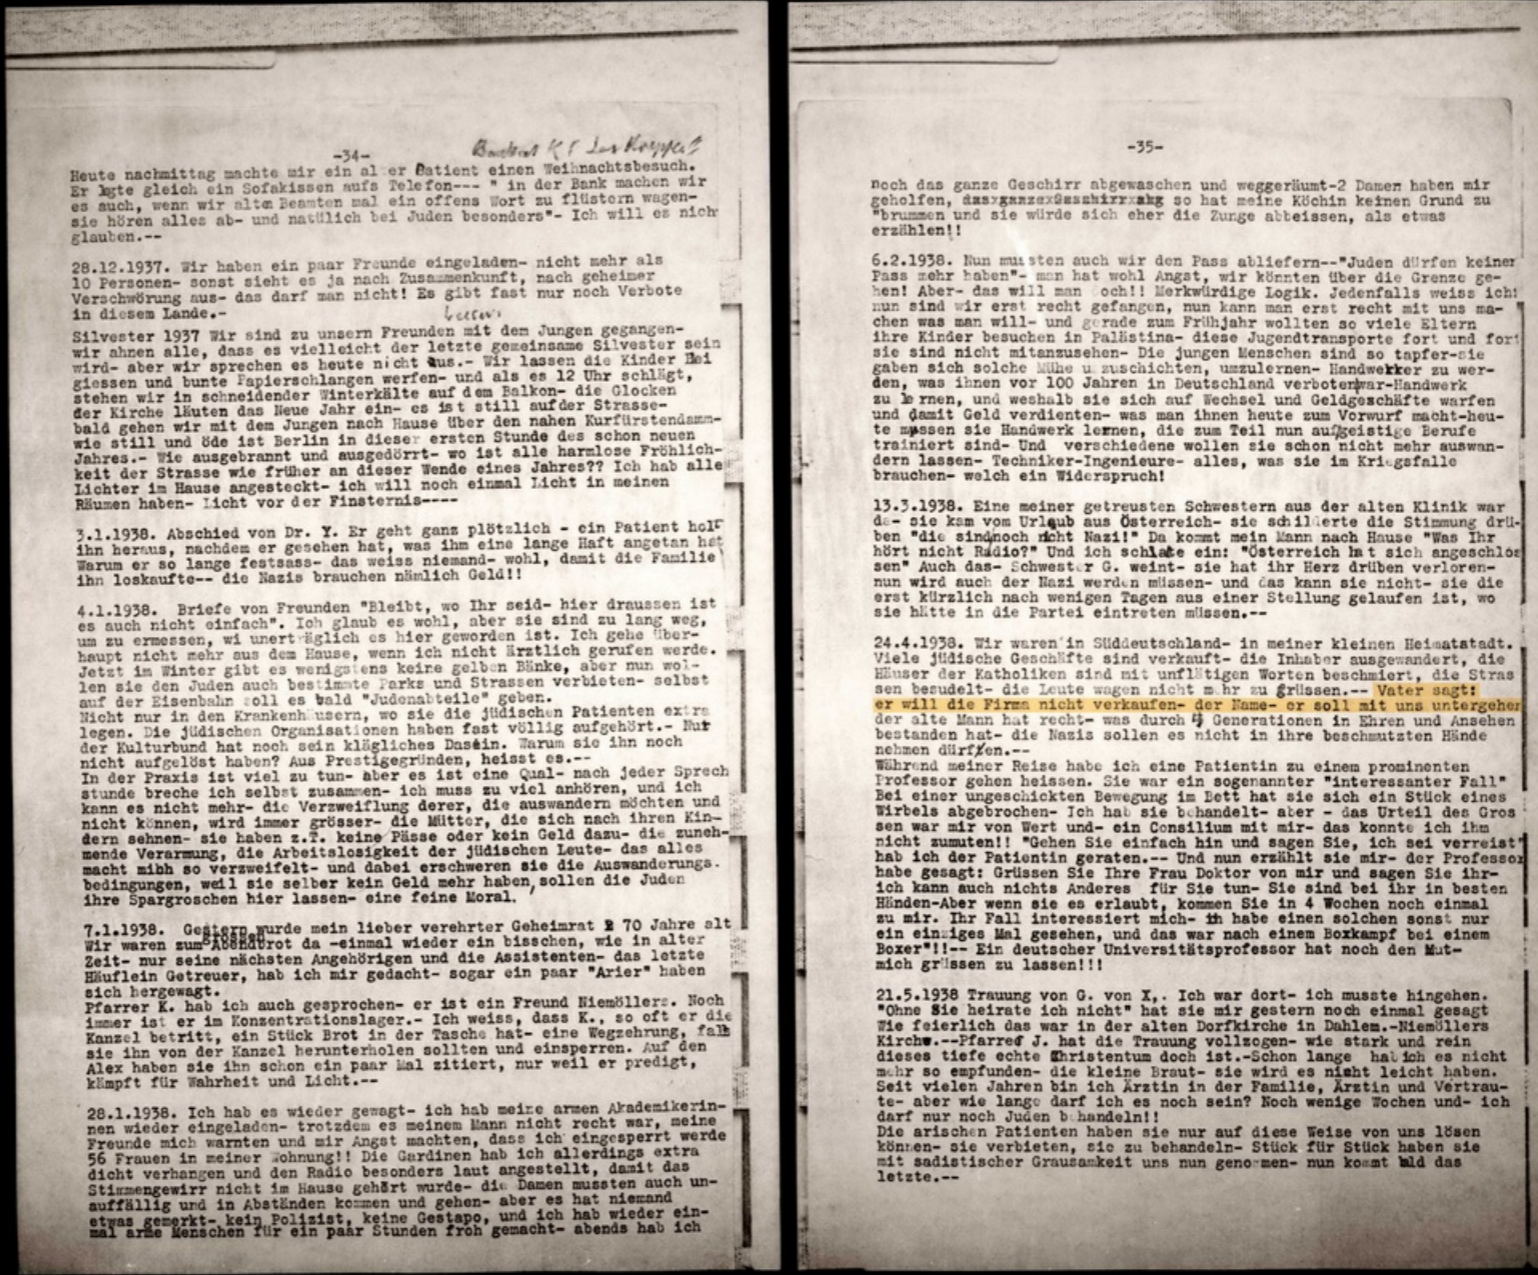 -34-
Heute nachmittag machte mir ein al er Patient einen Weihnachtsbesuch.
Er lgte gleich ein Sofakissen aufs Telefon--- " in der Bank machen wir
es auch, wenn wir alte Beamten mal ein offens Wort zu flüstern wagen-
sie hören alles ab- und natülich bei Juden besonders"- Ich will es nich
glauben.--
28.12.1937. Wir haben ein paar Freunde eingeladen- nicht mehr als
10 Personen- sonst sieht es ja nach Zusammenkunft, nach geheimer
Verschwörung aus- das darf man nicht! Es gibt fast nur noch Verbote
in diesem Lande.-
Silvester 1937 Wir sind zu unsern Freunden mit dem Jungen gegangen-
wir ahnen alle, dass es vielleicht der letzte gemeinsame Silvester sein
wird- aber wir sprechen es heute nicht aus.- Wir lassen die Kinder Bei
giessen und bunte Papierschlangen werfen- und als es 12 Uhr schlägt,
stehen wir in schneidender Winterkälte auf dem Balkon- die Glocken
der Kirche läuten das Neue Jahr ein- es ist still aufder Strasse-
bald gehen wir mit dem Jungen nach Hause über den nahen Kurfürstendamm-
wie still und öde ist Berlin in dieser ersten Stunde des schon neuen
Jahres.- Wie ausgebrannt und ausgedörrt- wo ist alle harmlose Fröhlich-
keit der Strasse wie früher an dieser Wende eines Jahres?? Ich hab alle
Lichter im Hause angesteckt- ich will noch einmal Licht in meinen
Räumen haben- Licht vor der Finsternis----
3.1.1938. Abschied von Dr. Y. Er geht ganz plötzlich - ein Patient holt
ihn heraus, nachdem er gesehen hat, was ihm eine lange Haft angetan hat
Warum er so lange festsass- das weiss niemand- wohl, damit die Familie
ihn loskaufte-- die Nazis brauchen nämlich Geld!!
4.1.1938. Briefe von Freunden "Bleibt, wo Ihr seid- hier draussen ist
es auch nicht einfach". Ich glaub es wohl, aber sie sind zu lang weg,
um zu ermessen, wi unerträglich es hier geworden ist. Ich gehe über-
haupt nicht mehr aus dem Hause, wenn ich nicht ärztlich gerufen werde.
Jetzt im Winter gibt es wenigstens keine gelben Bänke, aber nun wol-
len sie den Juden auch bestimmte Parks und Strassen verbieten- selbst
auf der Eisenbahn soll es bald "Judenabteile" geben.
Nicht nur in den Krankenhäusern, wo sie die jüdischen Patienten extra
legen. Die jüdischen Organisationen haben fast völlig aufgehört.- Nur
der Kulturbund hat noch sein klägliches Dasein. Warum sie ihn noch
nicht aufgelöst haben? Aus Prestigegründen, heisst es.--
In der Praxis ist viel zu tun- aber es ist eine Qual- nach jeder Sprech
stunde breche ich selbst zusammen- ich muss zu viel anhören, und ich
kann es nicht mehr- die Verzweiflung derer, die auswandern möchten und
nicht können, wird immer grösser- die Mütter, die sich nach ihren Kin-
dern sehnen- sie haben z.T. keine Pässe oder kein Geld dazu- die zuneh-
mende Verarmung, die Arbeitslosigkeit der jüdischen Leute- das alles
macht mihh so verzweifelt- und dabei erschweren sie die Auswanderungs.
bedingungen, weil sie selber kein Geld mehr haben, sollen die Juden
ihre Spargroschen hier lassen- eine feine Moral.
7.1.1938. Gestern wurde mein lieber verehrter Geheimrat 70 Jahre alt
Wir waren zum Abendbrot da -einmal wieder ein bisschen, wie in alter
Zeit- nur seine nächsten Angehörigen und die Assistenten- das letzte
Häuflein Getreuer, hab ich mir gedacht- sogar ein paar "Arier" haben
sich hergewagt.
Pfarrer K. hab ich auch gesprochen- er ist ein Freund Niemöllers. Noch
immer ist er im Konzentrationslager.- Ich weiss, dass K., so oft er die
Kanzel betritt, ein Stück Brot in der Tasche hat- eine Wegzehrung, falls
sie ihn von der Kanzel herunterholen sollten und einsperren. Auf den
Alex haben sie ihn schon ein paar Mal zitiert, nur weil er predigt,
kämpft für Wahrheit und Licht.--
28.1.1938. Ich hab es wieder gewagt- ich hab meine armen Akademikerin-
nen wieder eingeladen- trotzdem es meinem Mann nicht recht war, meine
Freunde mich warnten und mir Angst machten, dass ich eingesperrt werde
56 Frauen in meiner Wohnung!! Die Gardinen hab ich allerdings extra
dicht verhangen und den Radio besonders laut angestellt, damit das
Stimmengewirr nicht im Hause gehört wurde- die Damen mussten auch un-
auffällig und in Abständen kommen und gehen- aber es hat niemand
etwas gemerkt- kein Polizist, keine Gestapo, und ich hab wieder ein-
mal arme Menschen für ein paar Stunden froh gemacht- abends hab ich
-35-
noch das ganze Geschirr abgewaschen und weggeräumt-2 Damen haben mir
geholfen, so hat meine Köchin keinen Grund zu
"brummen und sie würde sich eher die Zunge abbeissen, als etwas
erzählen!!
6.2.1938. Nun mussten auch wir den Pass abliefern--"Juden dürfen keinen
Pass mehr haben"- man hat wohl Angst, wir könnten über die Grenze ge-
hen! Aber- das will man och!! Merkwürdige Logik. Jedenfalls weiss ich!
nun sind wir erst recht gefangen, nun kann man erst recht mit uns ma-
chen was man will- und gerade zum Frühjahr wollten so viele Eltern
ihre Kinder besuchen in Palästina- diese Jugendtransporte fort und fort
sie sind nicht mitanzusehen- Die jungen Menschen sind so tapfer-sie
gaben sich solche Mühe u zuschichten, umzulernen- Handwerker zu wer-
den, was ihnen vor 100 Jahren in Deutschland verboten war-Handwerk
zu lernen, und weshalb sie sich auf Wechsel und Geldgeschäfte warfen
und damit Geld verdienten- was man ihnen heute zum Vorwurf macht-heu-
te müssen sie Handwerk lernen, die zum Teil nun auf geistige Berufe
trainiert sind- Und verschiedene wollen sie schon nicht mehr auswan-
dern lassen- Techniker-Ingenieure- alles, was sie im Kriegsfalle
brauchen- welch ein Widerspruch!
13.3.1938. Eine meiner getreusten Schwestern aus der alten Klinik war
da- sie kam vom Urlaub aus Österreich- sie schilderte die Stimmung drü-
ben "die sind noch nicht Nazi!" Da kommt mein Mann nach Hause "Was Ihr
hört nicht Radio?" Und ich schlate ein: "Österreich hat sich angeschlos
sen" Auch das- Schwester G. weint- sie hat ihr Herz drüben verloren-
nun wird auch der Nazi werden müssen- und das kann sie nicht- sie die
erst kürzlich nach wenigen Tagen aus einer Stellung gelaufen ist, wo
sie hätte in die Partei eintreten müssen.--
24.4.1938. Wir waren in Süddeutschland- in meiner kleinen Heimatstadt.
Viele jüdische Geschäfte sind verkauft- die Inhaber ausgewandert, die
Häuser der Katholiken sind mit unflätigen Worten beschmiert, die Stras
sen besudelt- die Leute wagen nicht mehr zu grüssen.-- Vater sagt:
er will die Firma nicht verkaufen- der Name- er soll mit uns untergehen
der alte Mann hat recht- was durch 4 Generationen in Ehren und Ansehen
bestanden hat- die Nazis sollen es nicht in ihre beschmutzten Hände
nehmen dürffen.--
Während meiner Reise habe ich eine Patientin zu einem prominenten
Professor gehen heissen. Sie war ein sogenannter "interessanter Fall"
Bei einer ungeschickten Bewegung im Bett hat sie sich ein Stück eines
Wirbels abgebrochen- Ich hab sie behandelt- aber - das Urteil des Gros
sen war mir von Wert und- ein Consilium mit mir- das konnte ich ihm
nicht zumuten!! "Gehen Sie einfach hin und sagen Sie, ich sei verreist"
hab ich der Patientin geraten.-- Und nun erzählt sie mir- der Professor
habe gesagt: Grüssen Sie Ihre Frau Doktor von mir und sagen Sie ihr-
ich kann auch nichts Anderes für Sie tun- Sie sind bei ihr in besten
Händen-Aber wenn sie es erlaubt, kommen Sie in 4 Wochen noch einmal
zu mir. Ihr Fall interessiert mich- ih habe einen solchen sonst nur
ein einziges Mal gesehen, und das war nach einem Boxkampf bei einem
Boxer"!!-- Ein deutscher Universitätsprofessor hat noch den Mut-
mich grüssen zu lassen!!!
21.5.1938 Trauung von G. von X,. Ich war dort- ich musste hingehen.
"Ohne Sie heirate ich nicht" hat sie mir gestern noch einmal gesagt
Wie feierlich das war in der alten Dorfkirche in Dahlem.-Niemöllers
Kirche.--Pfarrer J. hat die Trauung vollzogen- wie stark und rein
dieses tiefe echte Christentum doch ist.-Schon lange hab ich es nicht
mehr so empfunden- die kleine Braut- sie wird es nicht leicht haben.
Seit vielen Jahren bin ich Ärztin in der Familie, Ärztin und Vertrau-
te- aber wie lange darf ich es noch sein? Noch wenige Wochen und- ich
darf nur noch Juden behandeln!!
Die arischen Patienten haben sie nur auf diese Weise von uns lösen
können- sie verbieten, sie zu behandeln- Stück für Stück haben sie
mit sadistischer Grausamkeit uns nun genommen- nun kommt bald das
letzte.--